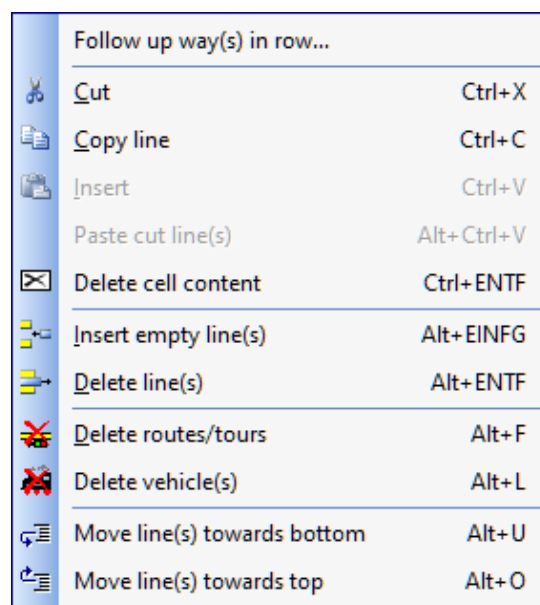 Follow up way(s) in row...
Cut Ctrl+X
Copy line Ctrl+C
Insert Ctrl+V
Paste cut line(s) Alt+Ctrl+V
Delete cell content Ctrl+ENTF
Insert empty line(s) Alt+EINFG
Delete line(s) Alt+ENTF
Delete routes/tours Alt+F
Delete vehicle(s) Alt+L
Move line(s) towards bottom Alt+U
Move line(s) towards top Alt+O